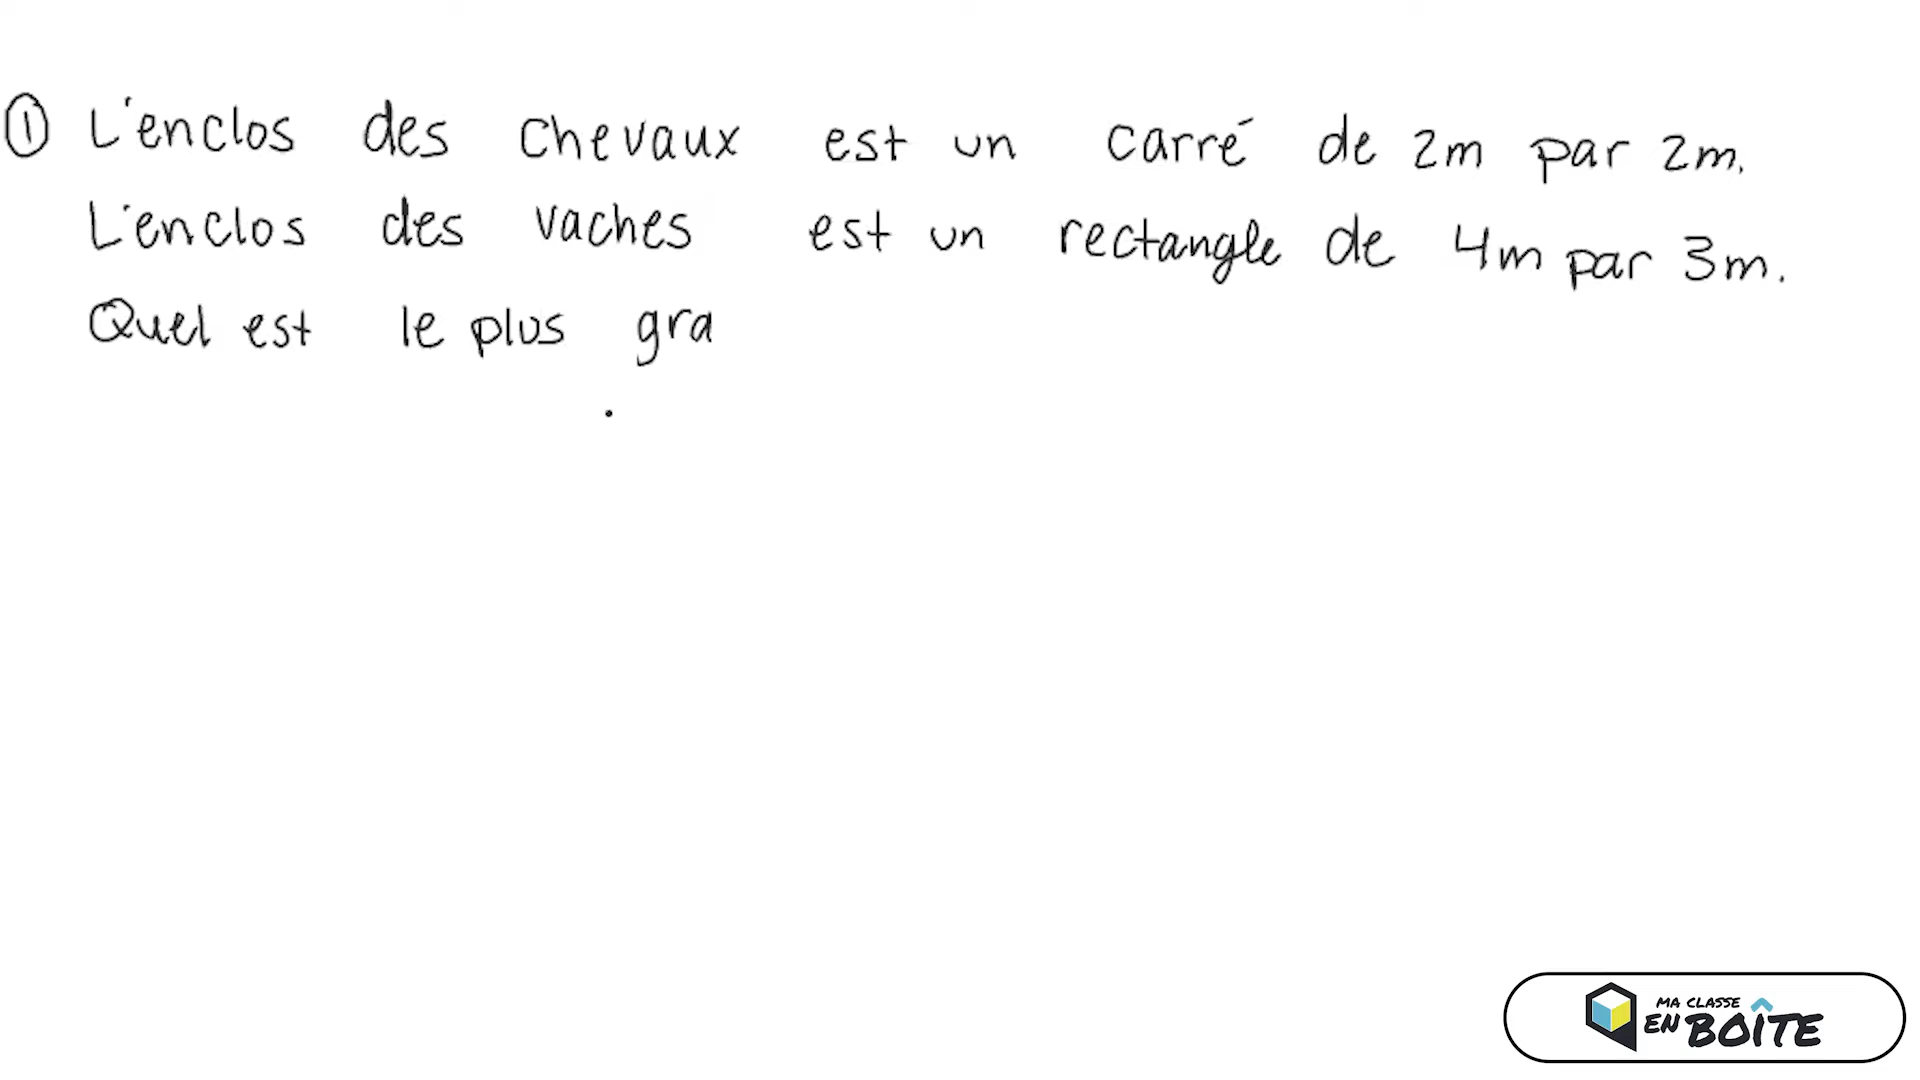 ① L'enclos des chevaux est un carré de 2m par 2m.
L'enclos des vaches est un rectangle de 4m par 3m.
Quel est le plus gra
MA CLASSE
EN BOÎTE